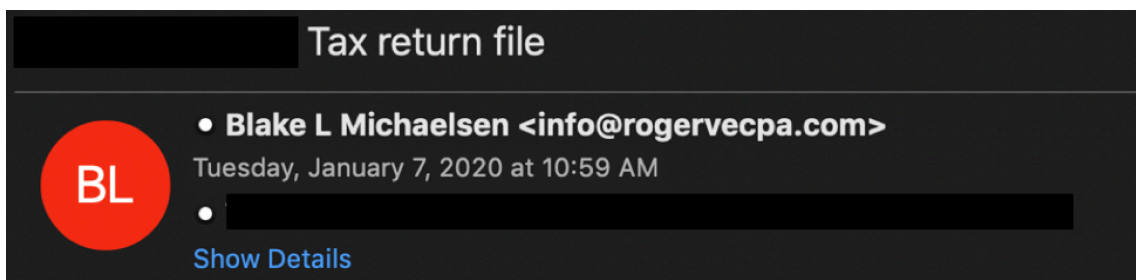 Tax return file
Blake L Michaelsen <info@rogervecpa.com>
Tuesday, January 7, 2020 at 10:59 AM
BL
Show Details